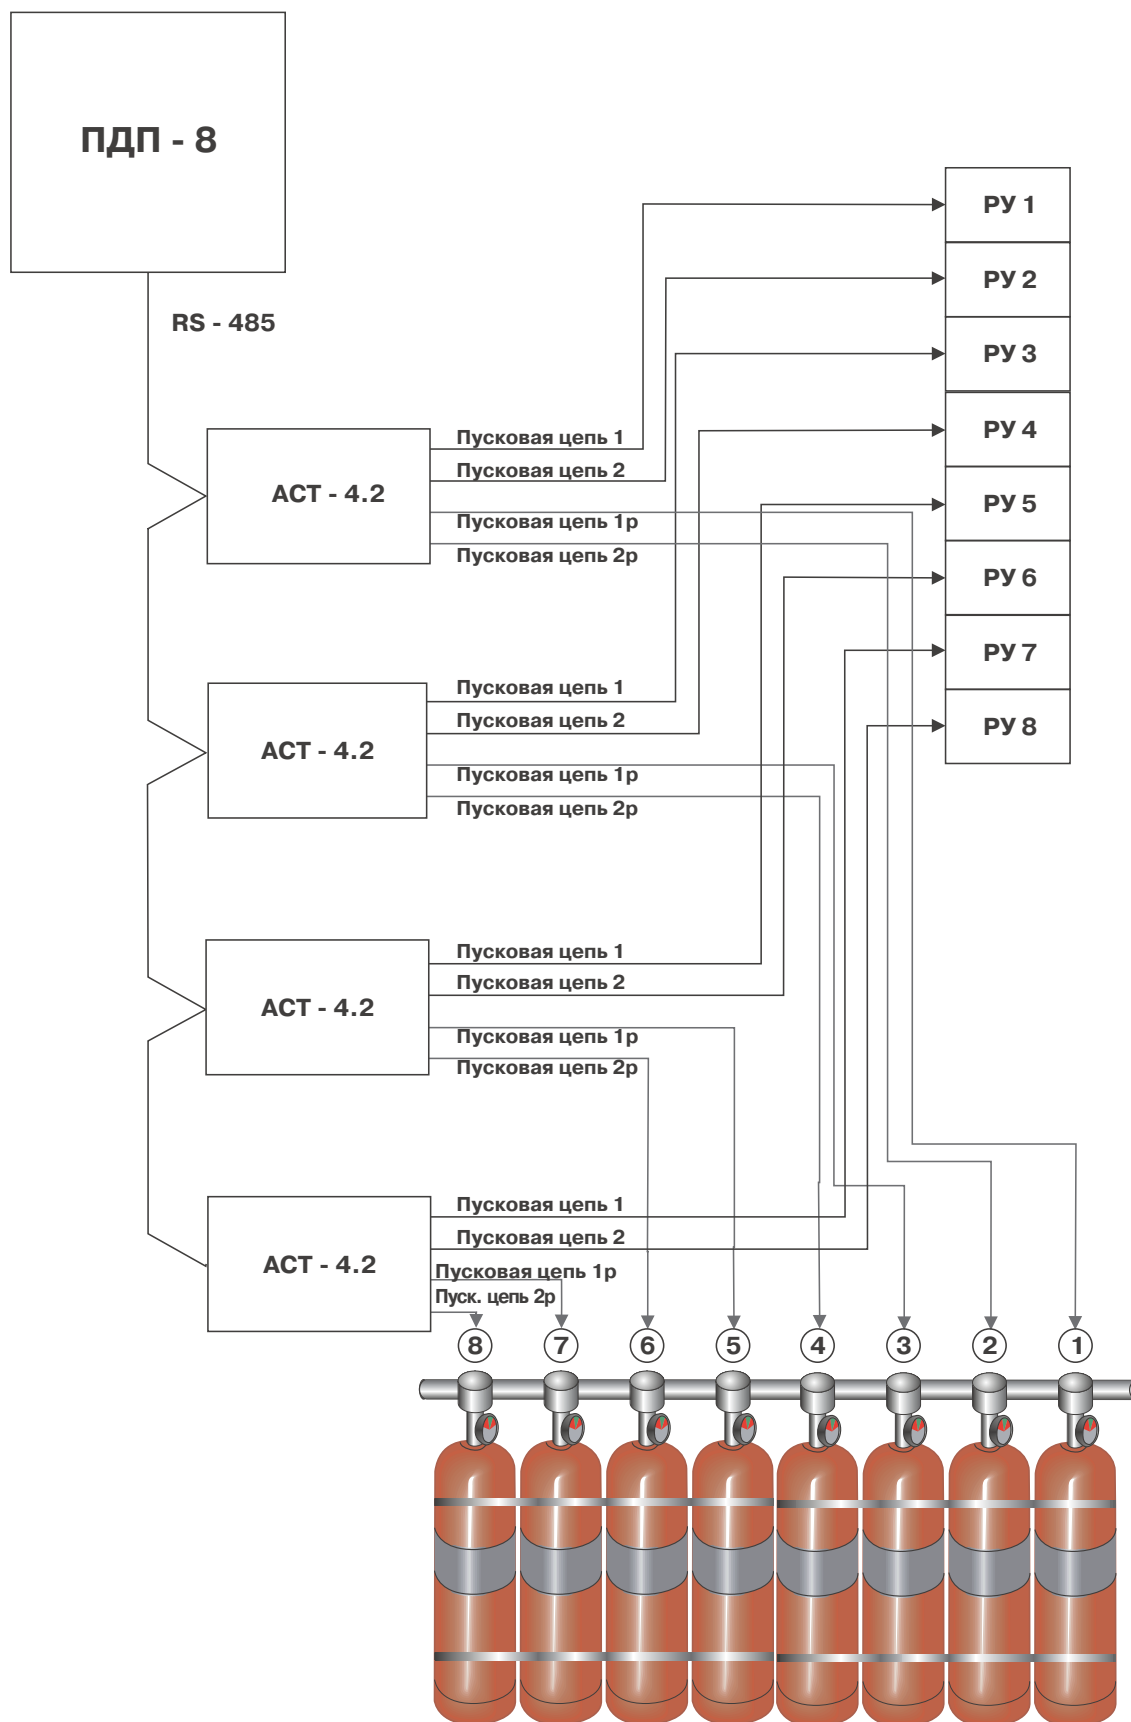 ПДП - 8
RS - 485
РУ 1
РУ 2
РУ 3
РУ 4
РУ 5
РУ 6
РУ 7
РУ 8
АСТ - 4.2
Пусковая цепь 1
Пусковая цепь 2
Пусковая цепь 1р
Пусковая цепь 2р
АСТ - 4.2
Пусковая цепь 1
Пусковая цепь 2
Пусковая цепь 1р
Пусковая цепь 2р
АСТ - 4.2
Пусковая цепь 1
Пусковая цепь 2
Пусковая цепь 1р
Пусковая цепь 2р
АСТ - 4.2
Пусковая цепь 1
Пусковая цепь 2
Пусковая цепь 1р
Пуск. цепь 2р
8 7 6 5 4 3 2 1